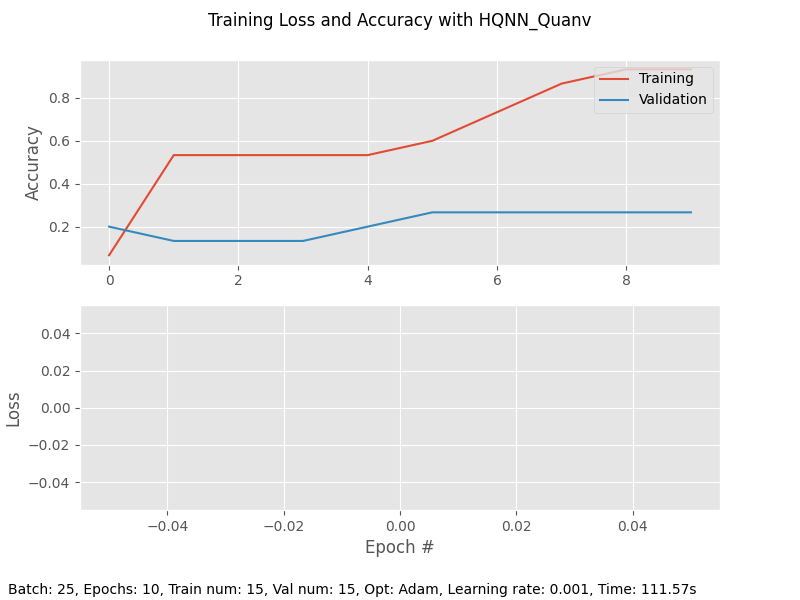 Training Loss and Accuracy with HQNN_Quanv
Training
Validation
Accuracy
0.8
0.6
0.4
0.2
0 2 4 6 8
Loss
0.04
0.02
0.00
−0.02
−0.04
−0.04 −0.02 0.00 0.02 0.04
Epoch #
Batch: 25, Epochs: 10, Train num: 15, Val num: 15, Opt: Adam, Learning rate: 0.001, Time: 111.57s